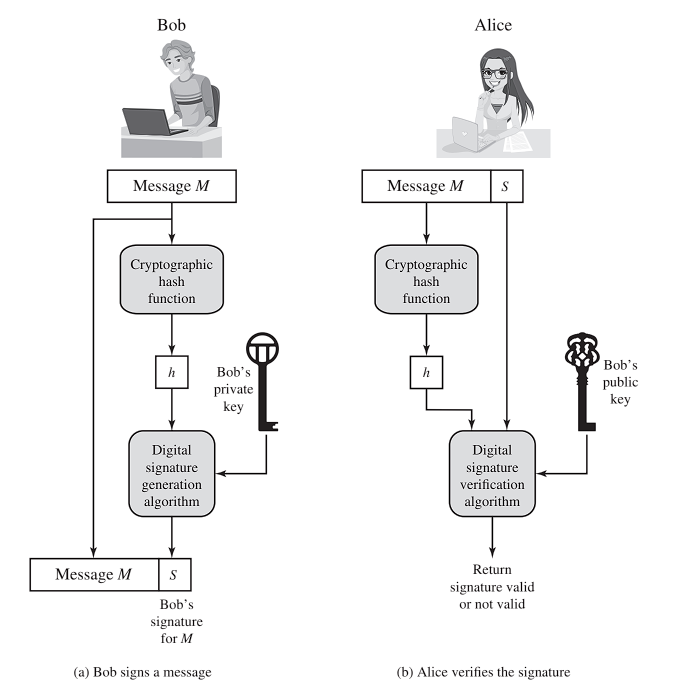 Bob
Message M
Cryptographic
hash
function
h
Bob's
private
key
Digital
signature
generation
algorithm
Message M
S
Bob's
signature
for M
(a) Bob signs a message
Alice
Message M
S
Cryptographic
hash
function
h
Bob's
public
key
Digital
signature
verification
algorithm
Return
signature valid
or not valid
(b) Alice verifies the signature